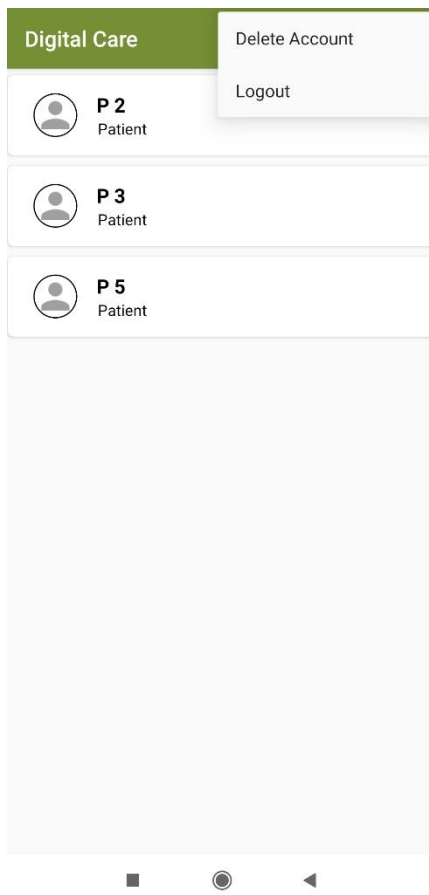 Digital Care
Delete Account
Logout
P 2
Patient
P 3
Patient
P 5
Patient